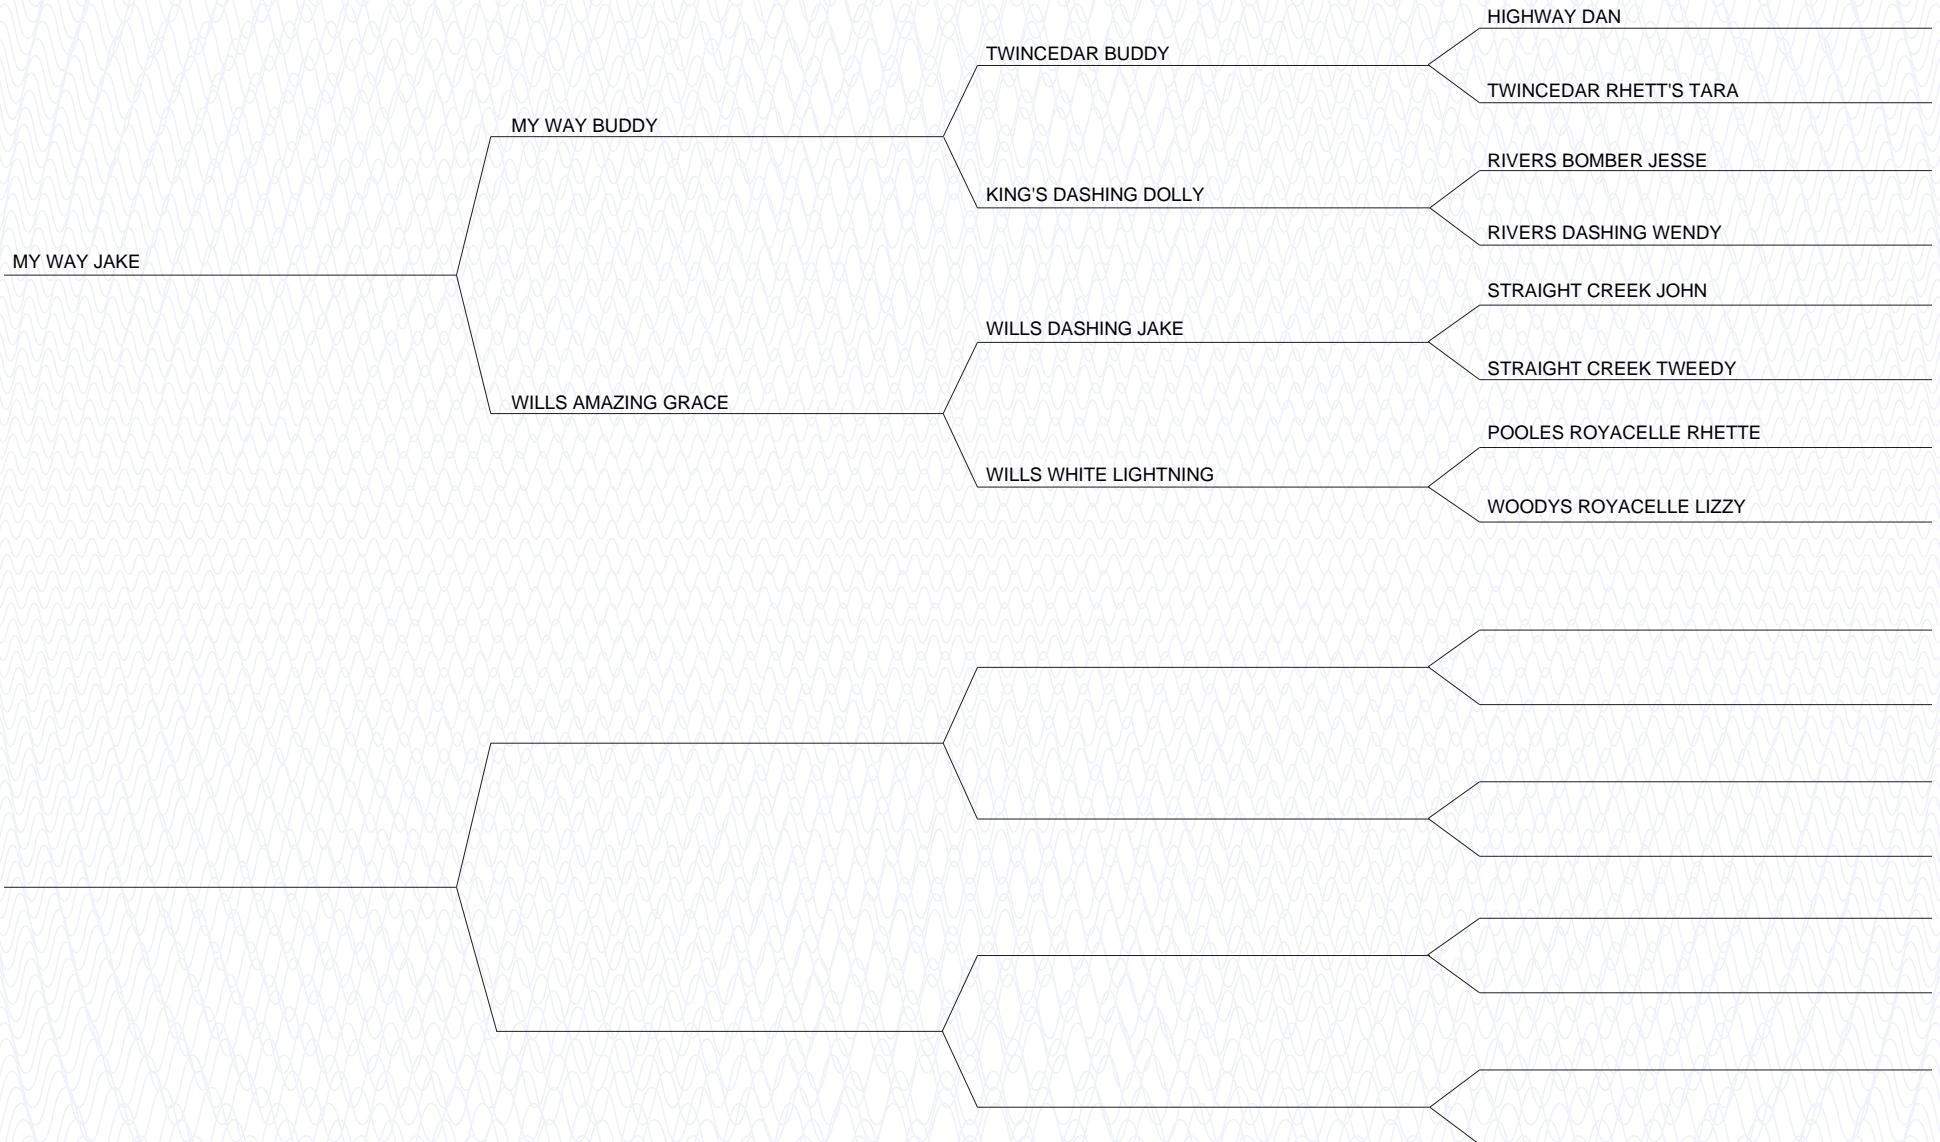 HIGHWAY DAN
TWINCEDAR BUDDY
TWINCEDAR RHETT'S TARA
MY WAY BUDDY
RIVERS BOMBER JESSE
KING'S DASHING DOLLY
RIVERS DASHING WENDY
MY WAY JAKE
STRAIGHT CREEK JOHN
WILLS DASHING JAKE
STRAIGHT CREEK TWEEDY
WILLS AMAZING GRACE
POOLES ROYACELLE RHETTE
WILLS WHITE LIGHTNING
WOODYS ROYACELLE LIZZY